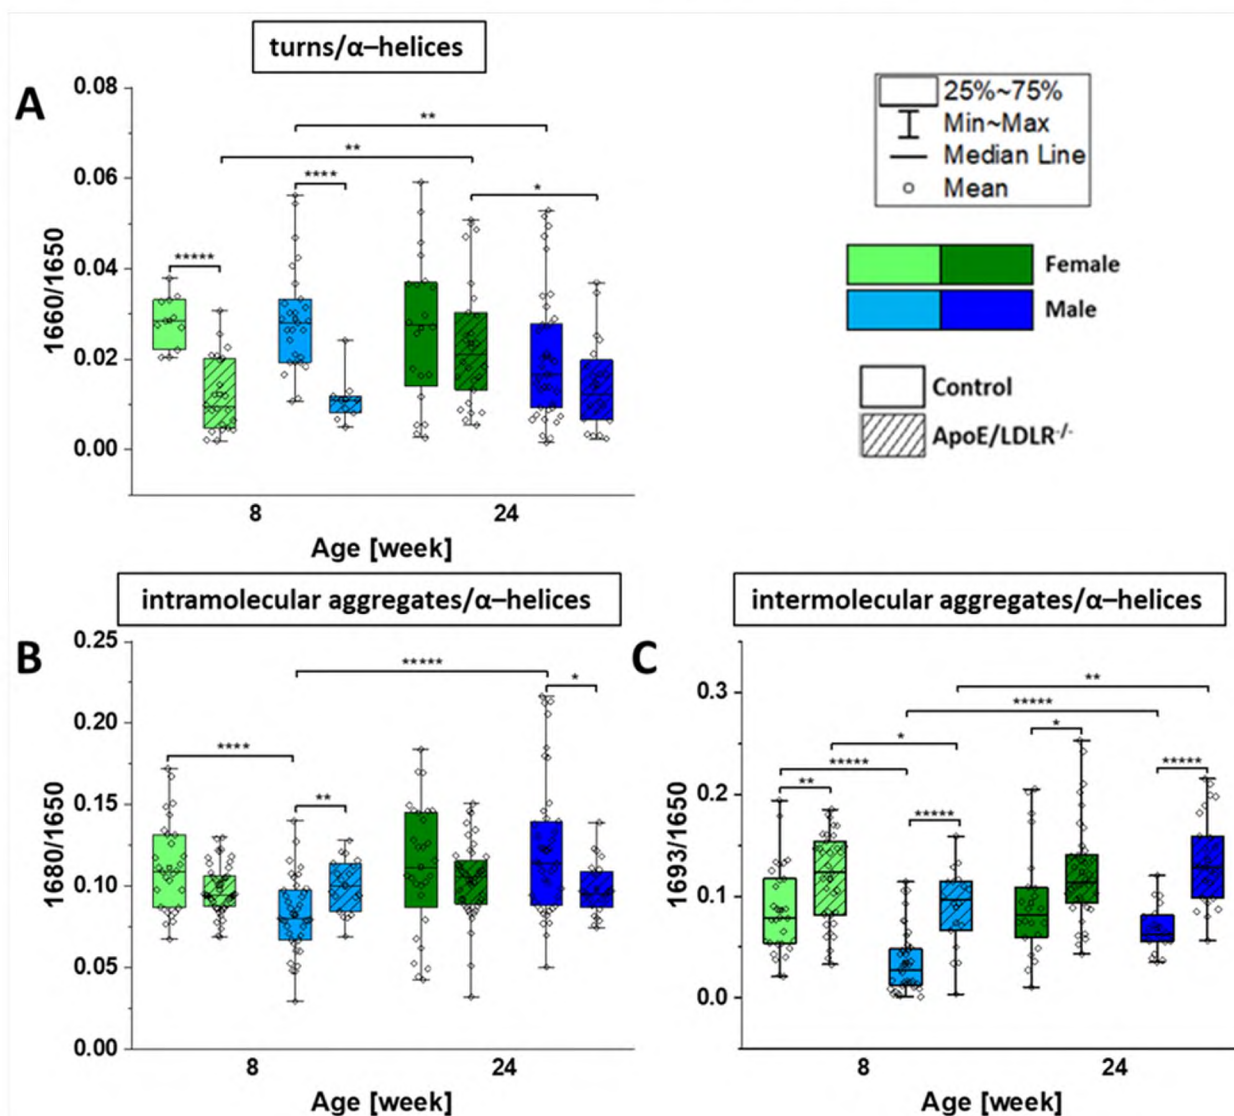 turns/α–helices
A
0.08
0.06
0.04
0.02
0.00
1660/1650
**
**
****
*
*****
8
24
Age [week]
25%~75%
Min~Max
Median Line
Mean
Female
Male
Control
ApoE/LDLR-/-
intramolecular aggregates/α–helices
B
0.25
0.20
0.15
0.10
0.05
0.00
1680/1650
*****
*
****
**
8
24
Age [week]
intermolecular aggregates/α–helices
C
0.3
0.2
0.1
0.0
1693/1650
**
*****
*
*
*****
*****
**
*****
8
24
Age [week]